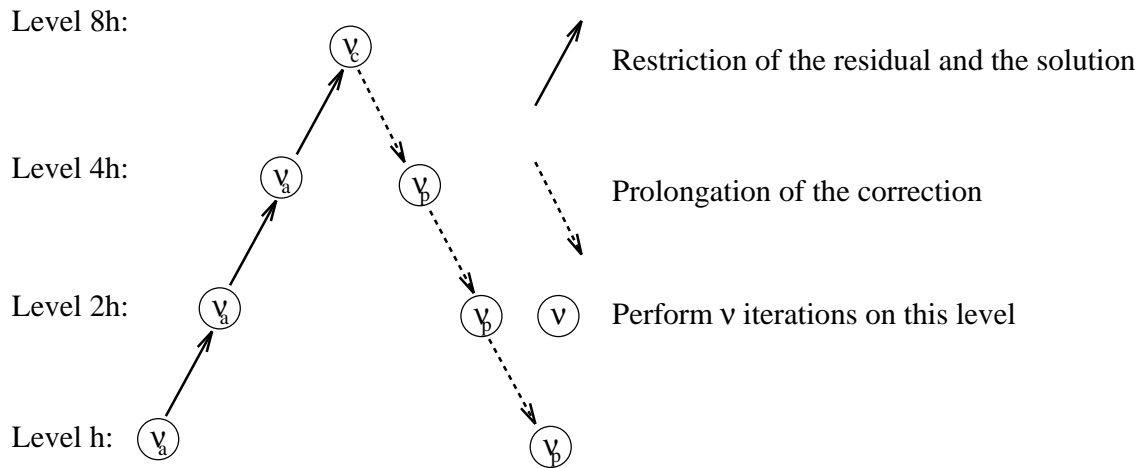 Level 8h:
ν_c
Restriction of the residual and the solution
Level 4h:
ν_a
ν_p
Prolongation of the correction
Level 2h:
ν_a
ν_p
ν
Perform ν iterations on this level
Level h:
ν_a
ν_p